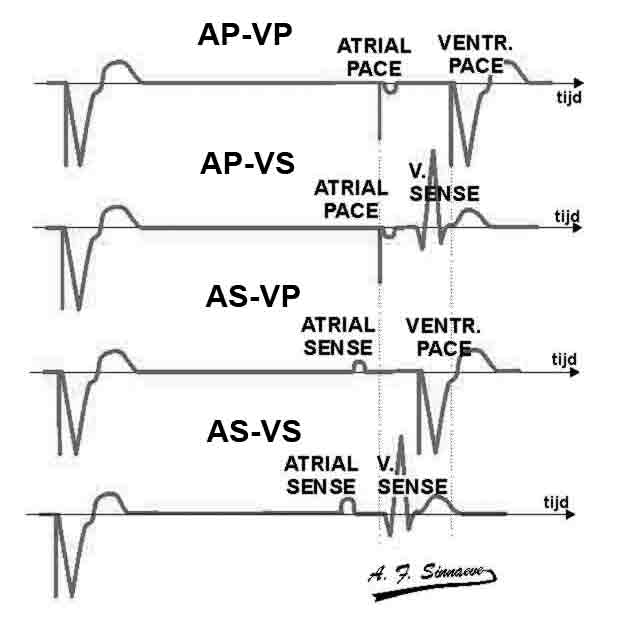 AP-VP
ATRIAL
PACE
VENTR.
PACE
tijd
AP-VS
ATRIAL
PACE
V.
SENSE
tijd
AS-VP
ATRIAL
SENSE
VENTR.
PACE
tijd
AS-VS
ATRIAL
SENSE
V.
SENSE
tijd
A. F. Sinnaeve